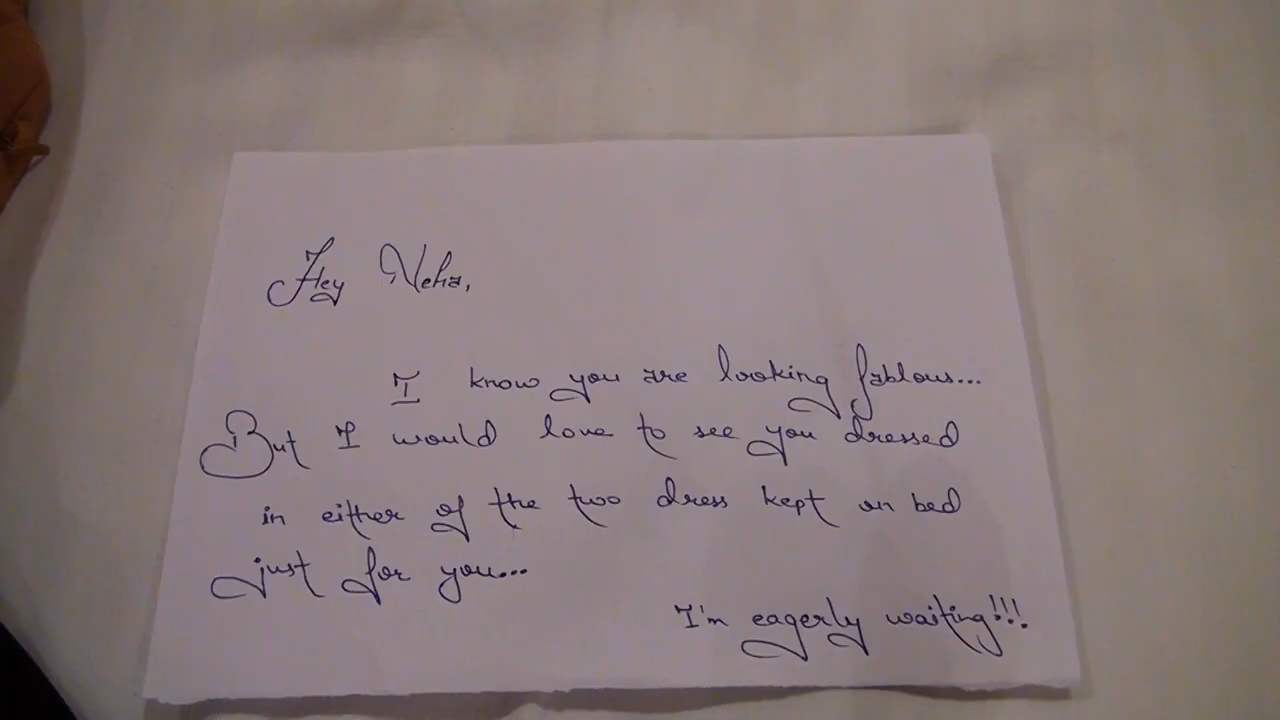 Hey Neha,
I know you are looking fablous...
But I would love to see you dressed
in either of the two dress kept on bed
just for you...
I'm eagerly waiting!!!